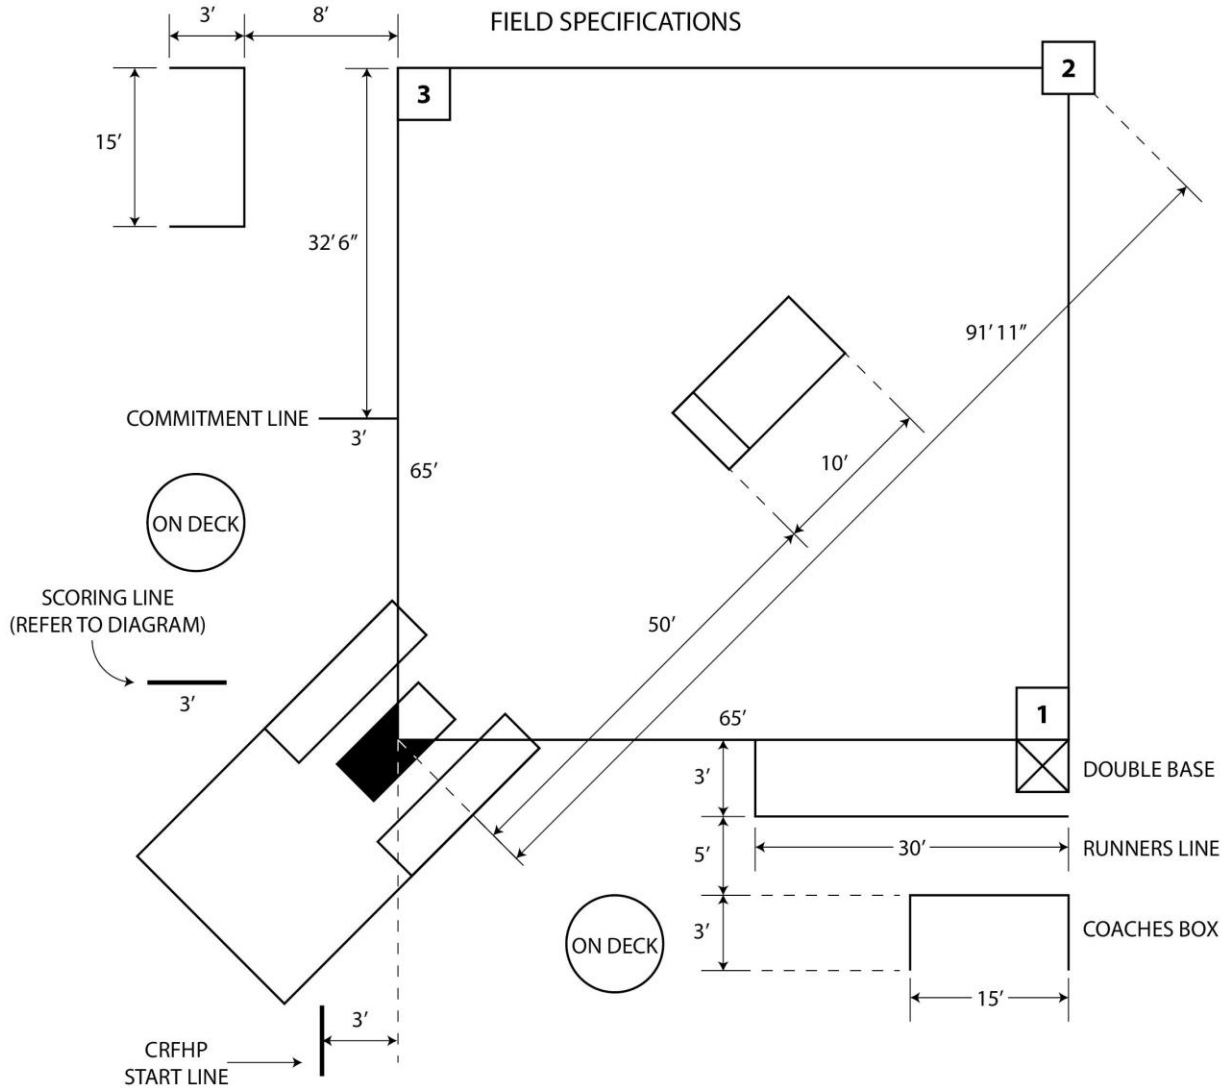 FIELD SPECIFICATIONS
3’
8’
2
3
15’
32’ 6”
91’ 11”
COMMITMENT LINE
3’
65’
10’
ON DECK
SCORING LINE
(REFER TO DIAGRAM)
50’
3’
65’
1
3’
DOUBLE BASE
5’
30’
RUNNERS LINE
3’
ON DECK
COACHES BOX
15’
3’
CRFHP
START LINE